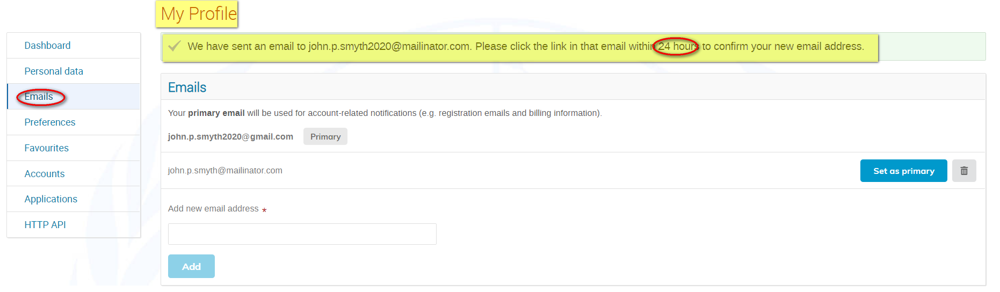 My Profile
We have sent an email to john.p.smyth2020@mailinator.com. Please click the link in that email within 24 hours to confirm your new email address.
Dashboard
Personal data
Emails
Preferences
Favourites
Accounts
Applications
HTTP API
Emails
Your primary email will be used for account-related notifications (e.g. registration emails and billing information).
john.p.smyth2020@gmail.com Primary
john.p.smyth@mailinator.com Set as primary
Add new email address *
Add